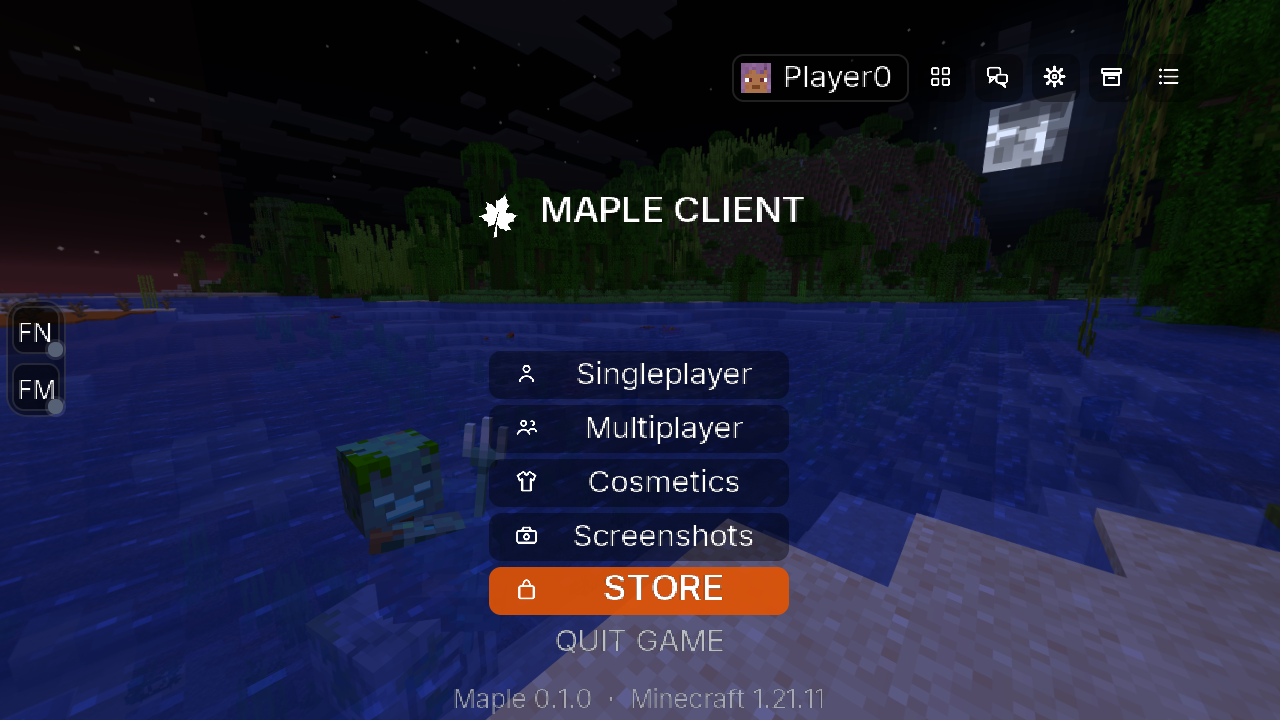 Player0
MAPLE CLIENT
FN
FM
Singleplayer
Multiplayer
Cosmetics
Screenshots
STORE
QUIT GAME
Maple 0.1.0 · Minecraft 1.21.11